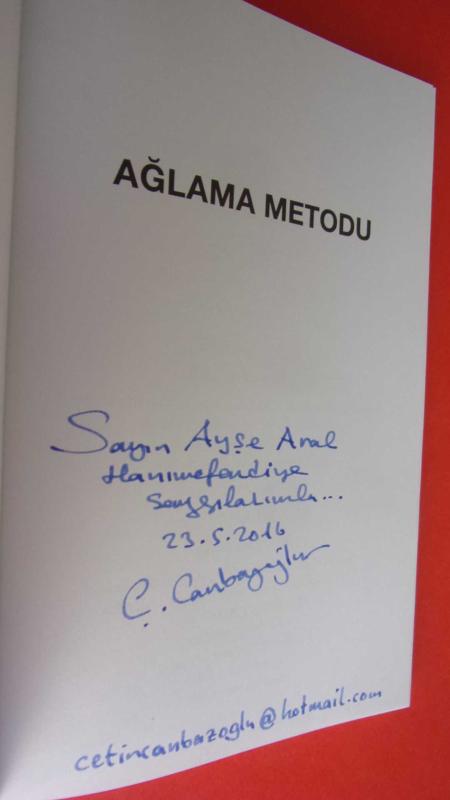 AĞLAMA METODU
Sayın Ayşe Aral
Hanımefendiye
Saygılarımla...
23.5.2016
Ç. Canbazoğlu
cetincanbazoglu@hotmail.com